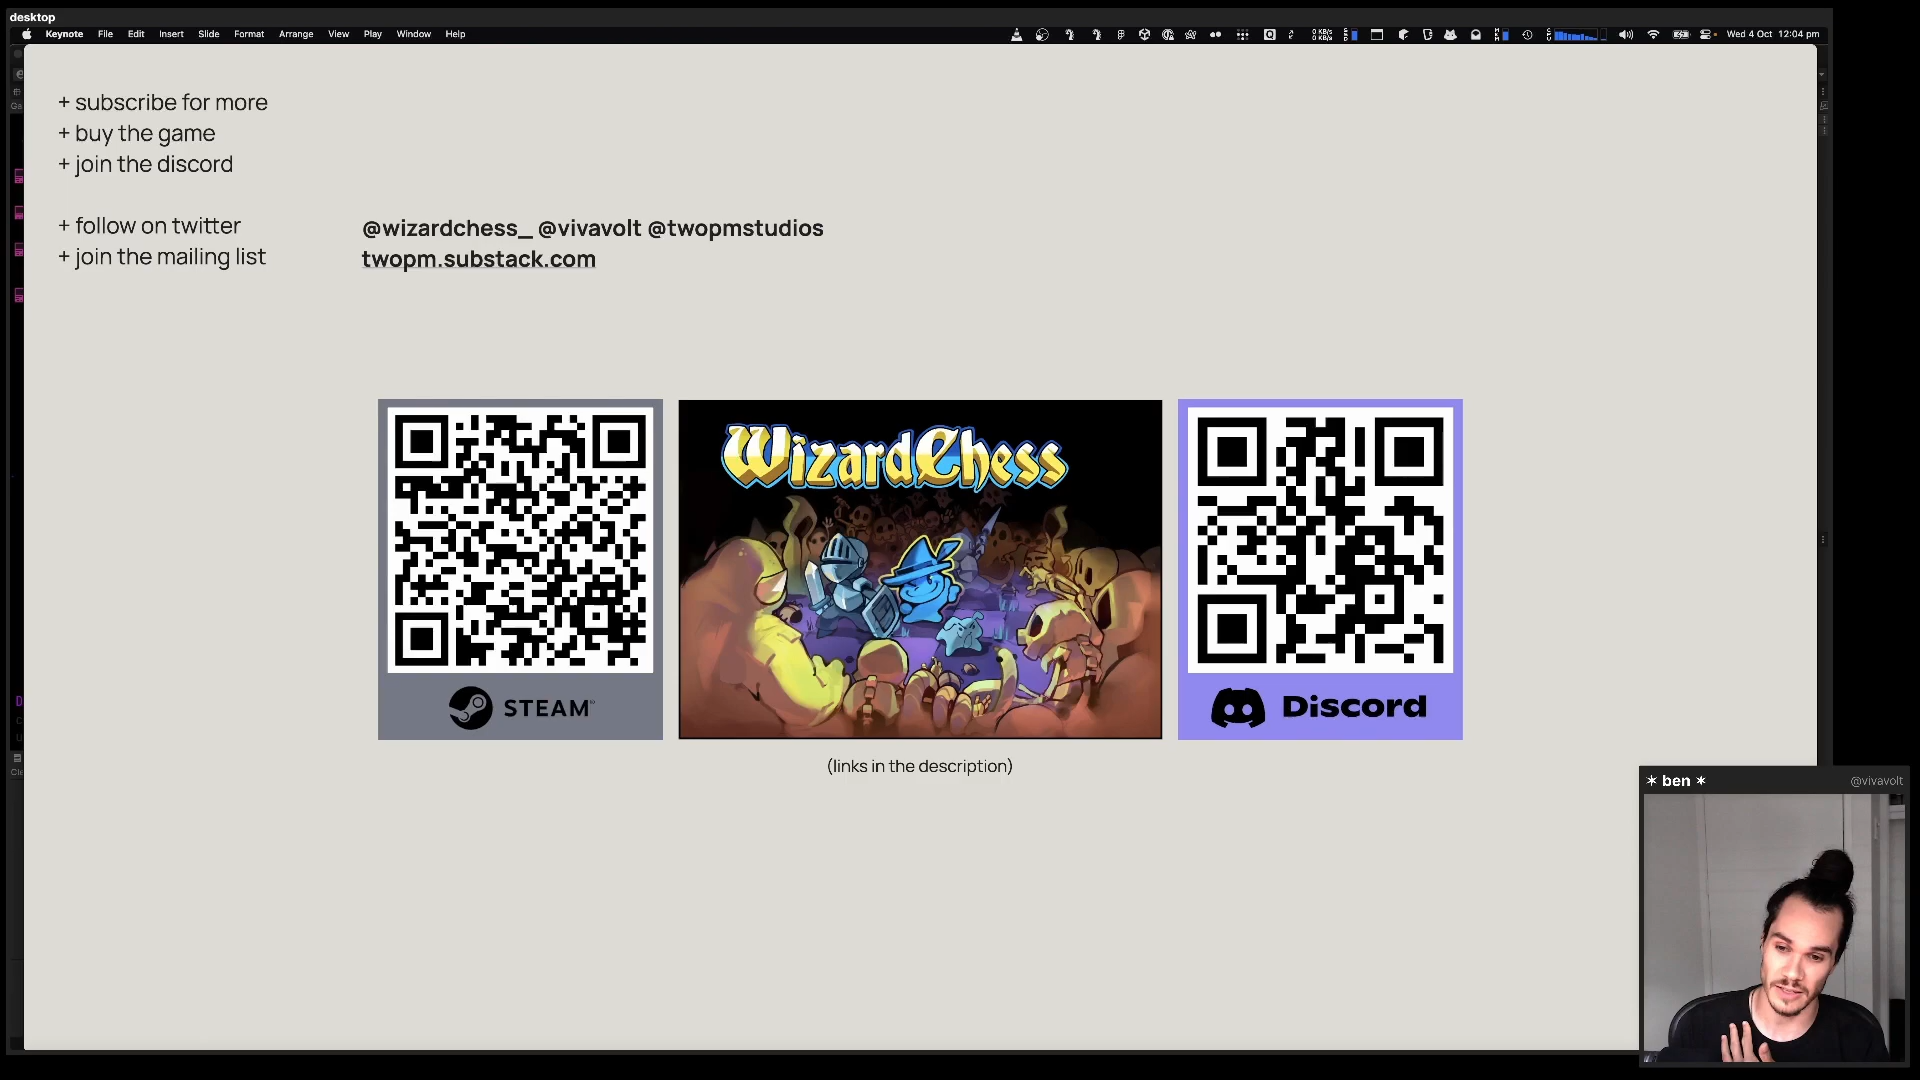 desktop
Keynote File Edit Insert Slide Format Arrange View Play Window Help
Wed 4 Oct 12:04 pm
+ subscribe for more
+ buy the game
+ join the discord
+ follow on twitter @wizardchess_ @vivavolt @twopmstudios
+ join the mailing list twopm.substack.com
WizardChess
STEAM
Discord
(links in the description)
✶ ben ✶ @vivavolt